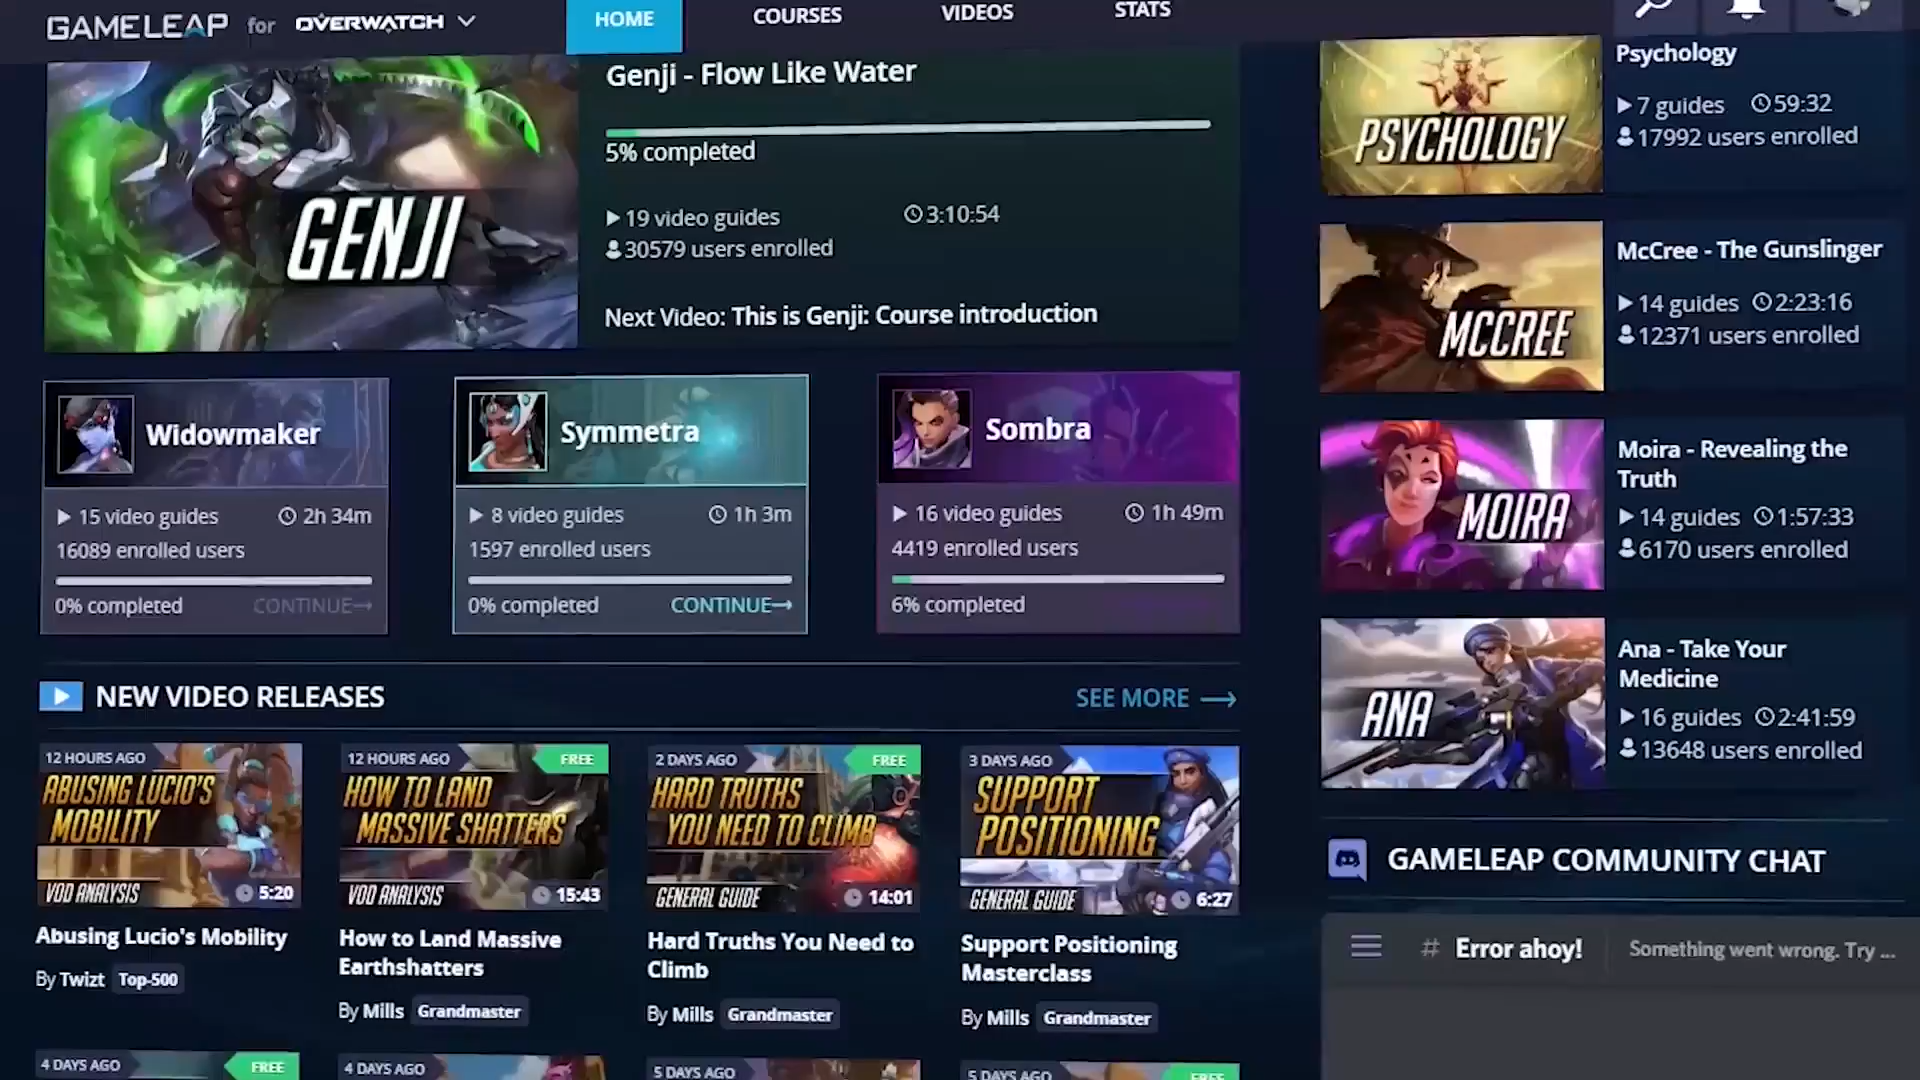 GAMELEAP for OVERWATCH
HOME
COURSES
VIDEOS
STATS
GENJI
Genji - Flow Like Water
5% completed
19 video guides
3:10:54
30579 users enrolled
Next Video: This is Genji: Course introduction
Widowmaker
15 video guides
2h 34m
16089 enrolled users
0% completed
CONTINUE→
Symmetra
8 video guides
1h 3m
1597 enrolled users
0% completed
CONTINUE→
Sombra
16 video guides
1h 49m
4419 enrolled users
6% completed
NEW VIDEO RELEASES
SEE MORE →
12 HOURS AGO
ABUSING LUCIO'S
MOBILITY
VOD ANALYSIS
5:20
Abusing Lucio's Mobility
By Twizt Top-500
12 HOURS AGO
FREE
HOW TO LAND
MASSIVE SHATTERS
VOD ANALYSIS
15:43
How to Land Massive
Earthshatters
By Mills Grandmaster
2 DAYS AGO
FREE
HARD TRUTHS
YOU NEED TO CLIMB
GENERAL GUIDE
14:01
Hard Truths You Need to
Climb
By Mills Grandmaster
3 DAYS AGO
SUPPORT
POSITIONING
GENERAL GUIDE
6:27
Support Positioning
Masterclass
By Mills Grandmaster
4 DAYS AGO
FREE
4 DAYS AGO
5 DAYS AGO
5 DAYS AGO
FREE
PSYCHOLOGY
Psychology
7 guides
59:32
17992 users enrolled
MCCREE
McCree - The Gunslinger
14 guides
2:23:16
12371 users enrolled
MOIRA
Moira - Revealing the
Truth
14 guides
1:57:33
6170 users enrolled
ANA
Ana - Take Your
Medicine
16 guides
2:41:59
13648 users enrolled
GAMELEAP COMMUNITY CHAT
# Error ahoy!
Something went wrong. Try ...